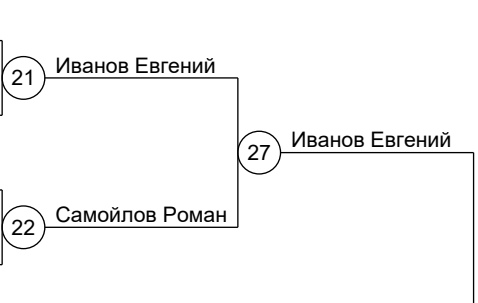 21 Иванов Евгений
27 Иванов Евгений
22 Самойлов Роман